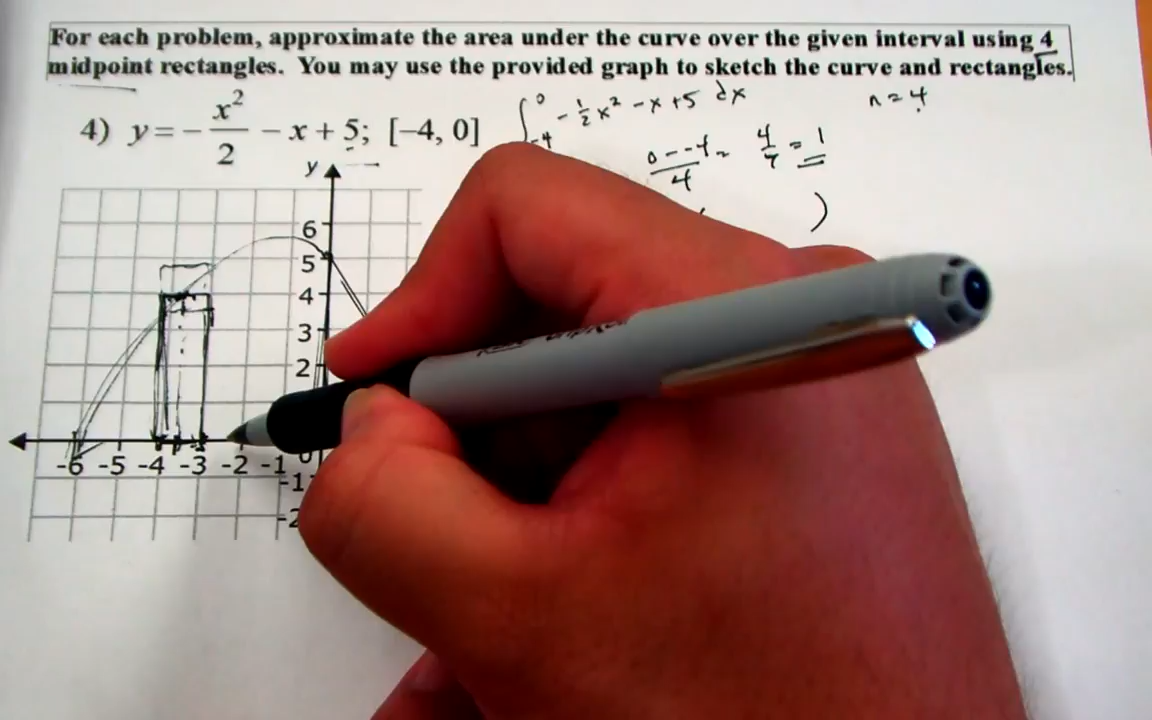 For each problem, approximate the area under the curve over the given interval using 4
midpoint rectangles. You may use the provided graph to sketch the curve and rectangles.
4) y = -x²/2 - x + 5; [-4, 0] ∫₋₄⁰ -½x² - x + 5 dx n = 4
0--4/4 = 4/4 = 1
)
y
6
5
4
3
2
-6 -5 -4 -3 -2 -1 0
-1
-2